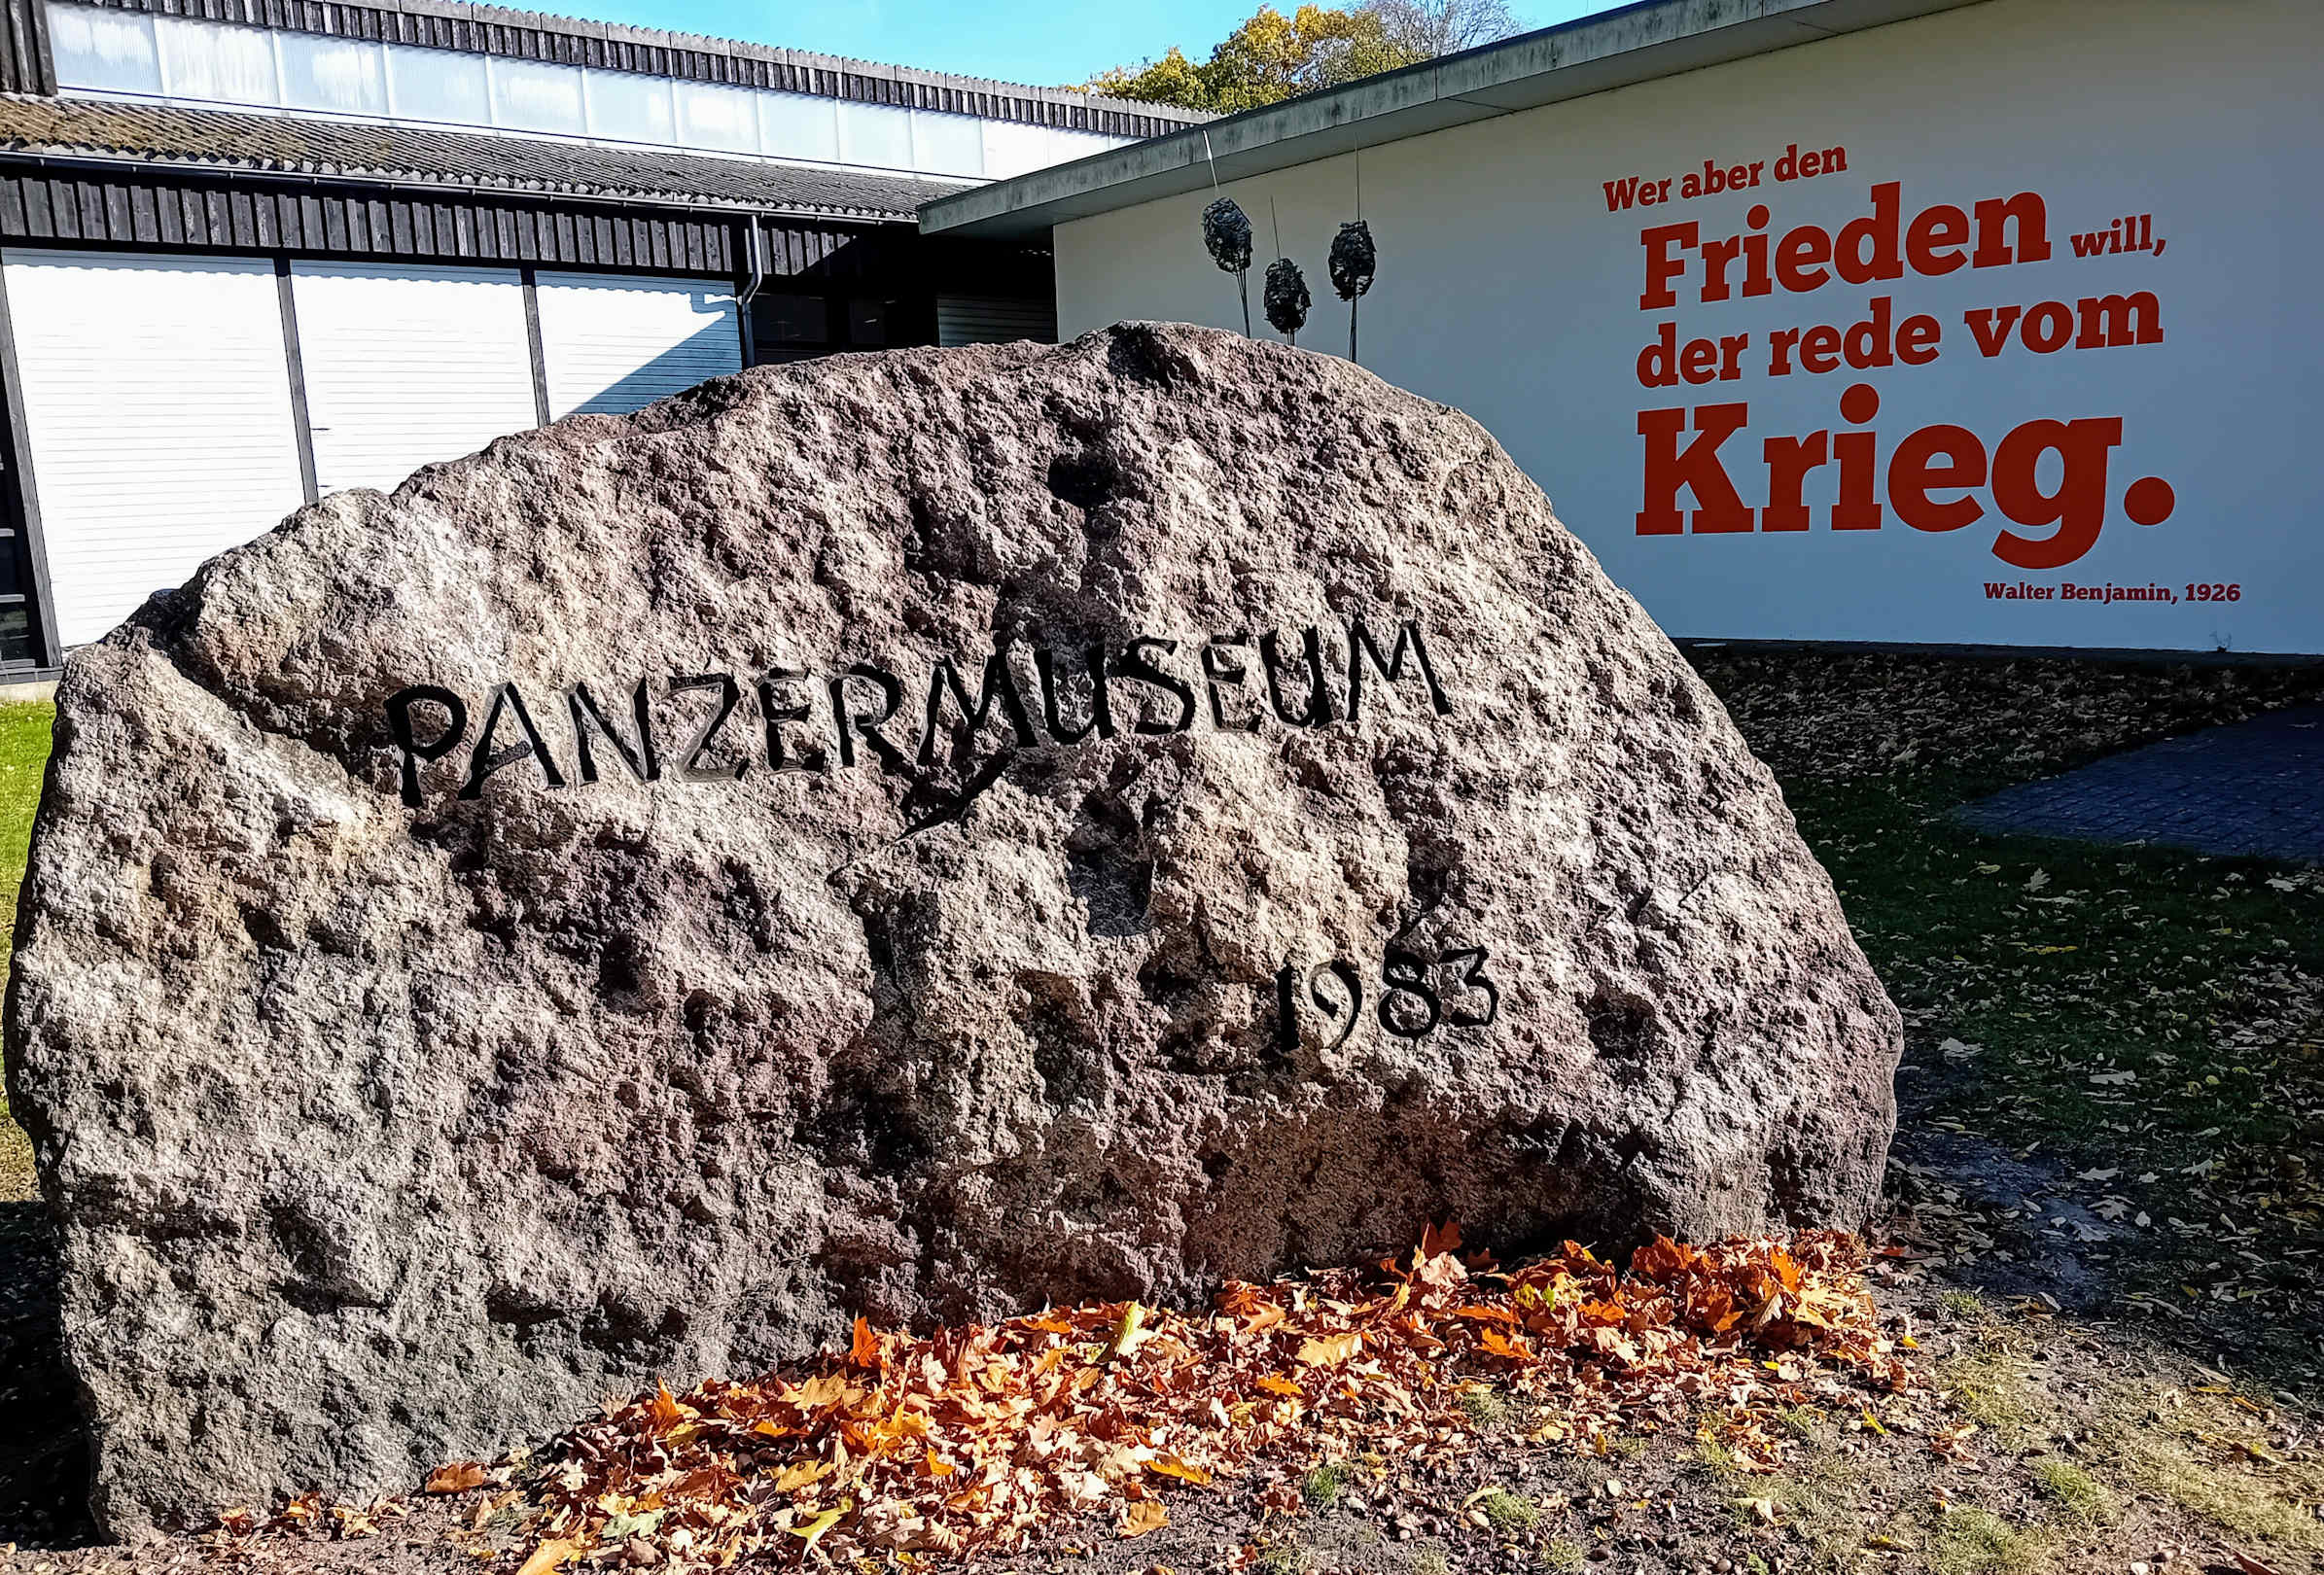 Wer aber den
Frieden will,
der rede vom
Krieg.
Walter Benjamin, 1926
PANZERMUSEUM
1983